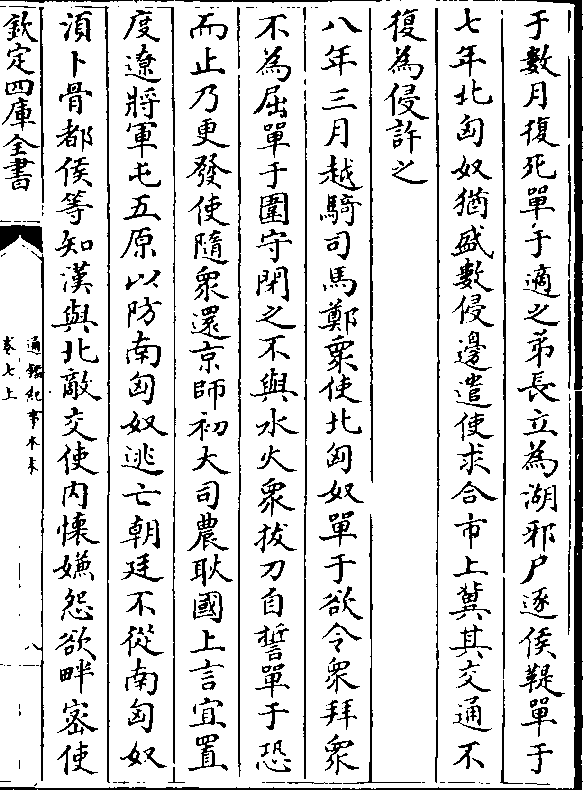 于數月復死單于適之弟長立為湖邪尸逐侯鞮單于
七年北匈奴猶盛數侵邊遣使求合市上冀其交通不
復為侵許之
八年三月越騎司馬鄭衆使北匈奴單于欲令衆拜衆
不為屈單于圍守閉之不與水火衆拔刀自誓單于恐
而止乃更發使隨衆還京師初大司農耿國上言宜置
度遼將軍屯五原以防南匈奴逃亡朝廷不從南匈奴
須卜骨都侯等知漢與北敵交使内懐嫌怨欲畔宻使
欽定四庫全書
通鑑紀事本末
卷七上
八